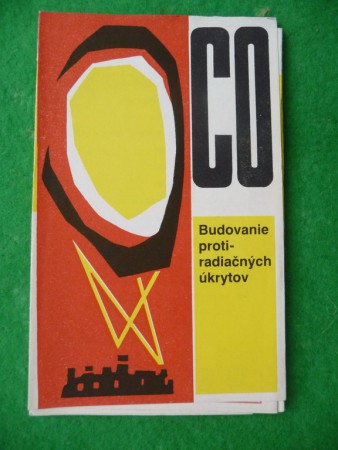 CO
Budovanie
proti-
radiačných
úkrytov